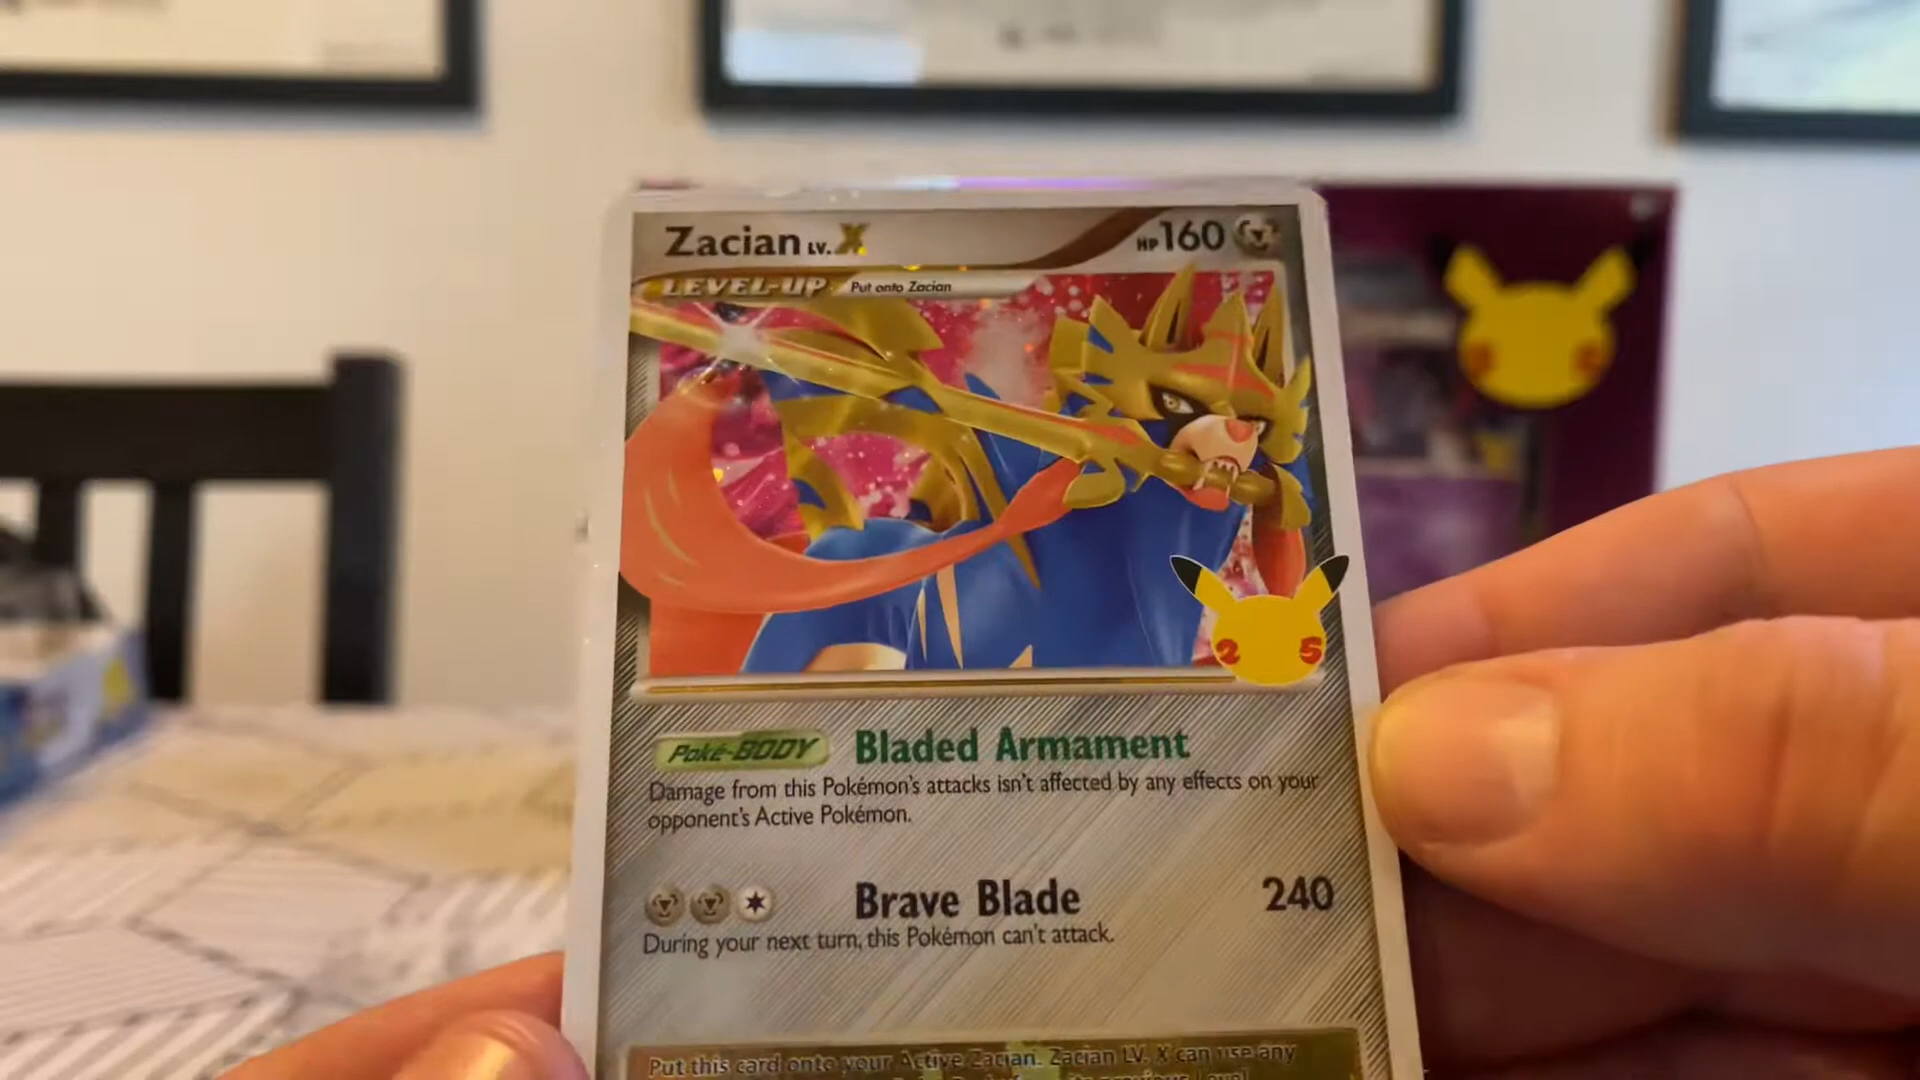 Zacian LV.X
HP 160
LEVEL-UP Put onto Zacian
2 5
Poké-BODY Bladed Armament
Damage from this Pokémon's attacks isn't affected by any effects on your
opponent's Active Pokémon.
Brave Blade 240
During your next turn, this Pokémon can't attack.
Put this card onto your Active Zacian. Zacian LV. X can use any